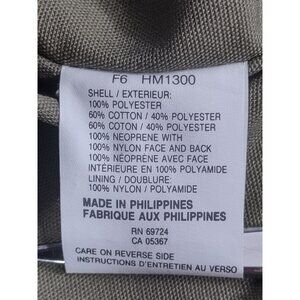 F6 HM1300
SHELL / EXTERIEUR:
100% POLYESTER
60% COTTON / 40% POLYESTER
60% COTON / 40% POLYESTER
100% NEOPRENE WITH
100% NYLON FACE AND BACK
100% NÉOPRÈNE AVEC FACE
INTÉRIEURE EN 100% POLYAMIDE
LINING / DOUBLURE:
100% NYLON / POLYAMIDE
MADE IN PHILIPPINES
FABRIQUE AUX PHILIPPINES
RN 69724
CA 05367
CARE ON REVERSE SIDE
INSTRUCTIONS D'ENTRETIEN AU VERSO